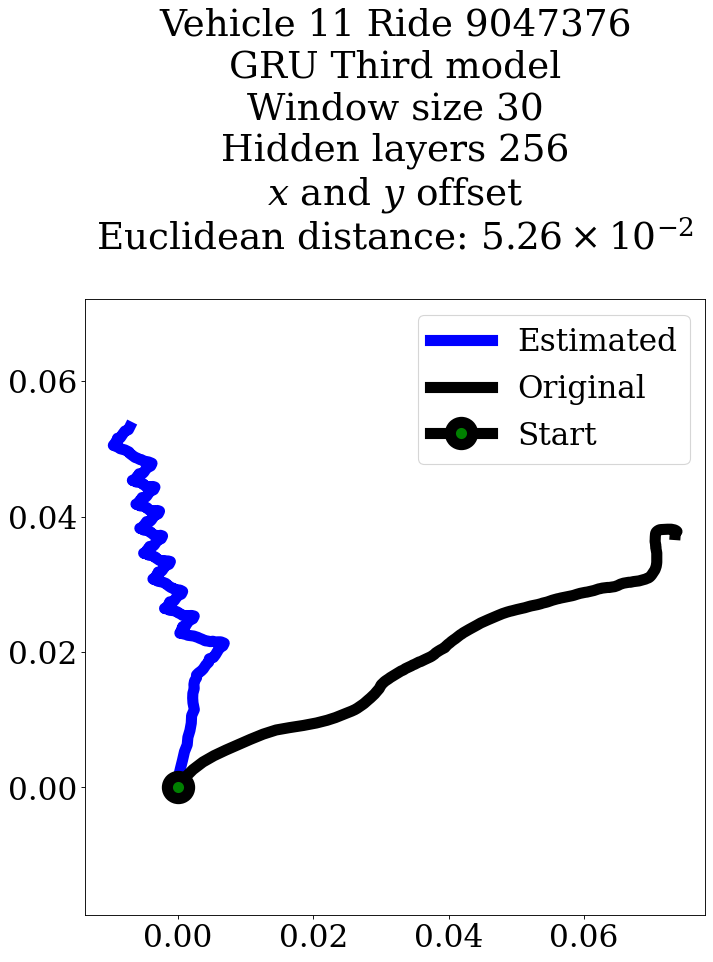 Vehicle 11 Ride 9047376
GRU Third model
Window size 30
Hidden layers 256
x and y offset
Euclidean distance: 5.26 × 10⁻²
Estimated
Original
Start
0.06
0.04
0.02
0.00
0.00 0.02 0.04 0.06